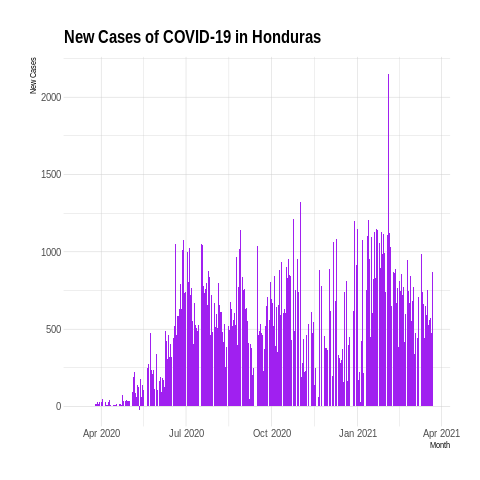 New Cases of COVID-19 in Honduras
New Cases
2000
1500
1000
500
0
Apr 2020
Jul 2020
Oct 2020
Jan 2021
Apr 2021
Month